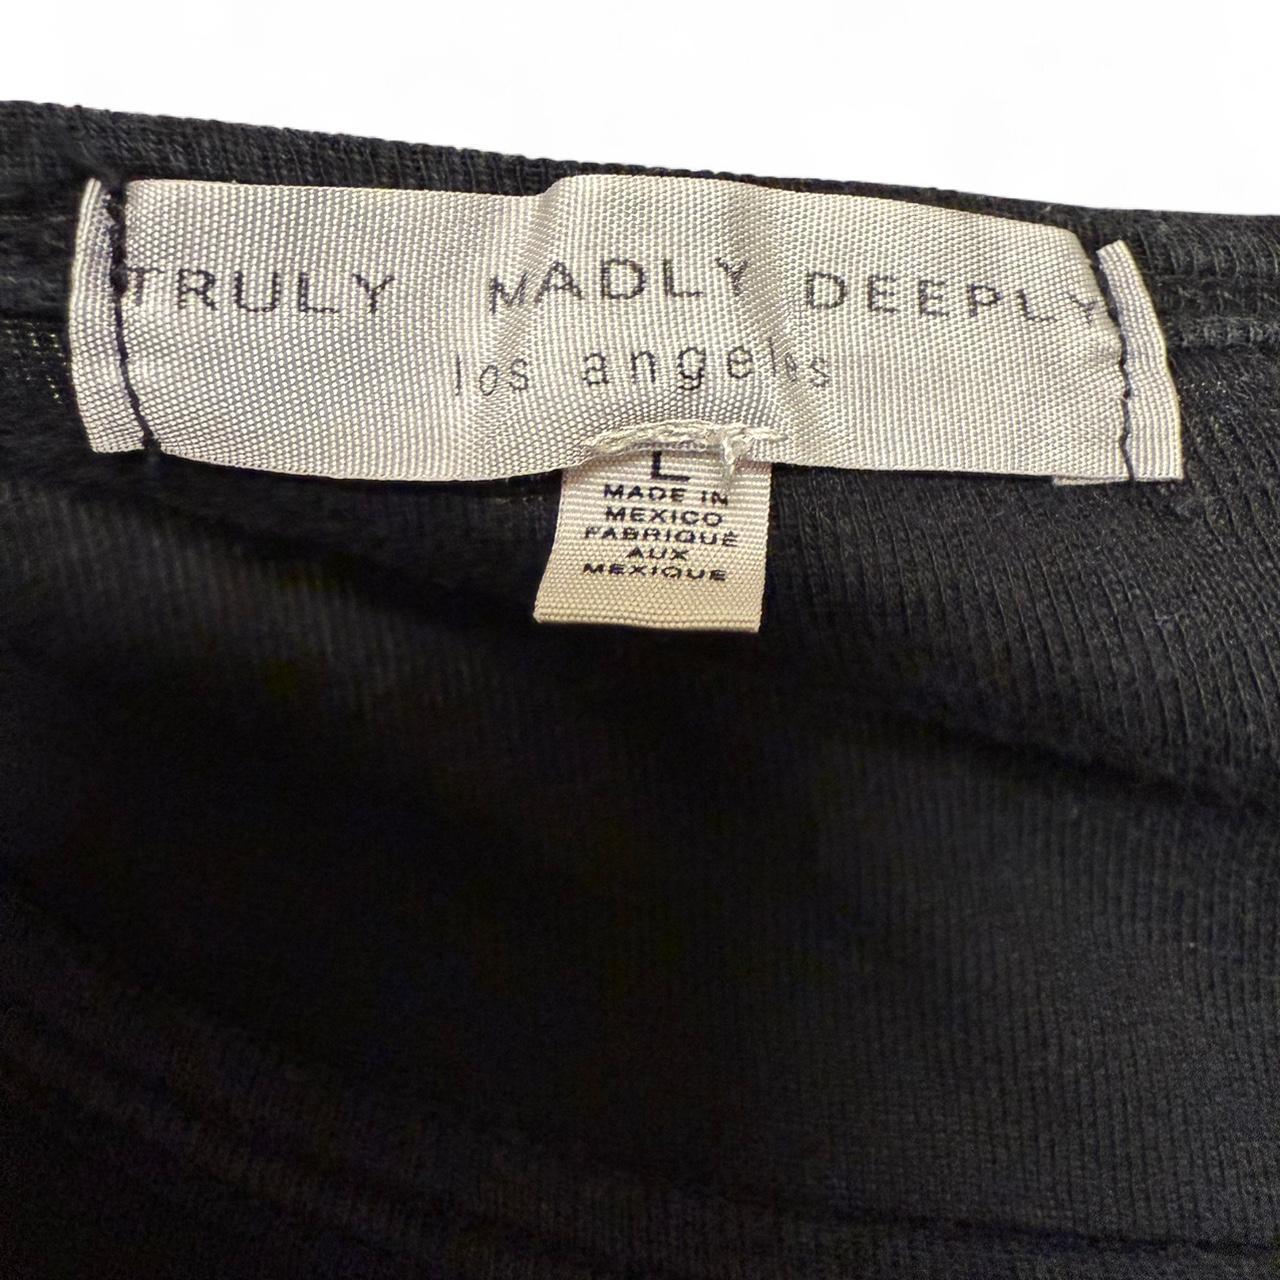 TRULY MADLY DEEPLY
los angeles
L
MADE IN
MEXICO
FABRIQUÉ
AUX
MEXIQUE